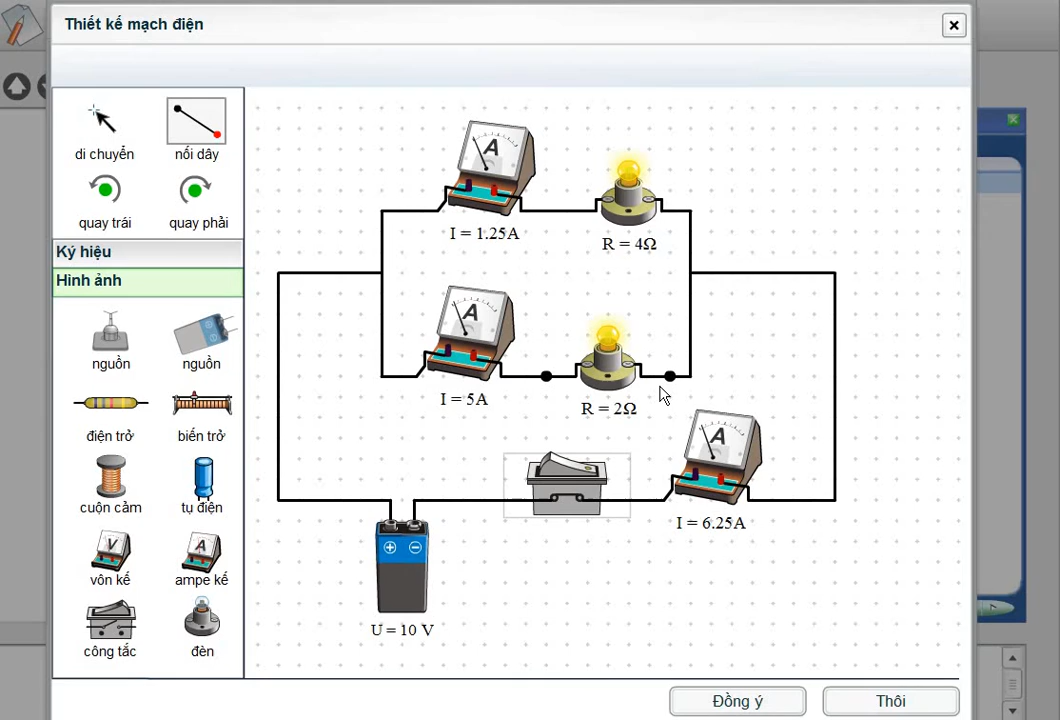 Thiết kế mạch điện
di chuyển
nối dây
quay trái
quay phải
Ký hiệu
Hình ảnh
nguồn
nguồn
điện trở
biến trở
cuộn cảm
tụ điện
V
A
vôn kế
ampe kế
công tắc
đèn
A
I = 1.25A
R = 4Ω
A
I = 5A
R = 2Ω
A
I = 6.25A
U = 10 V
Đồng ý
Thôi